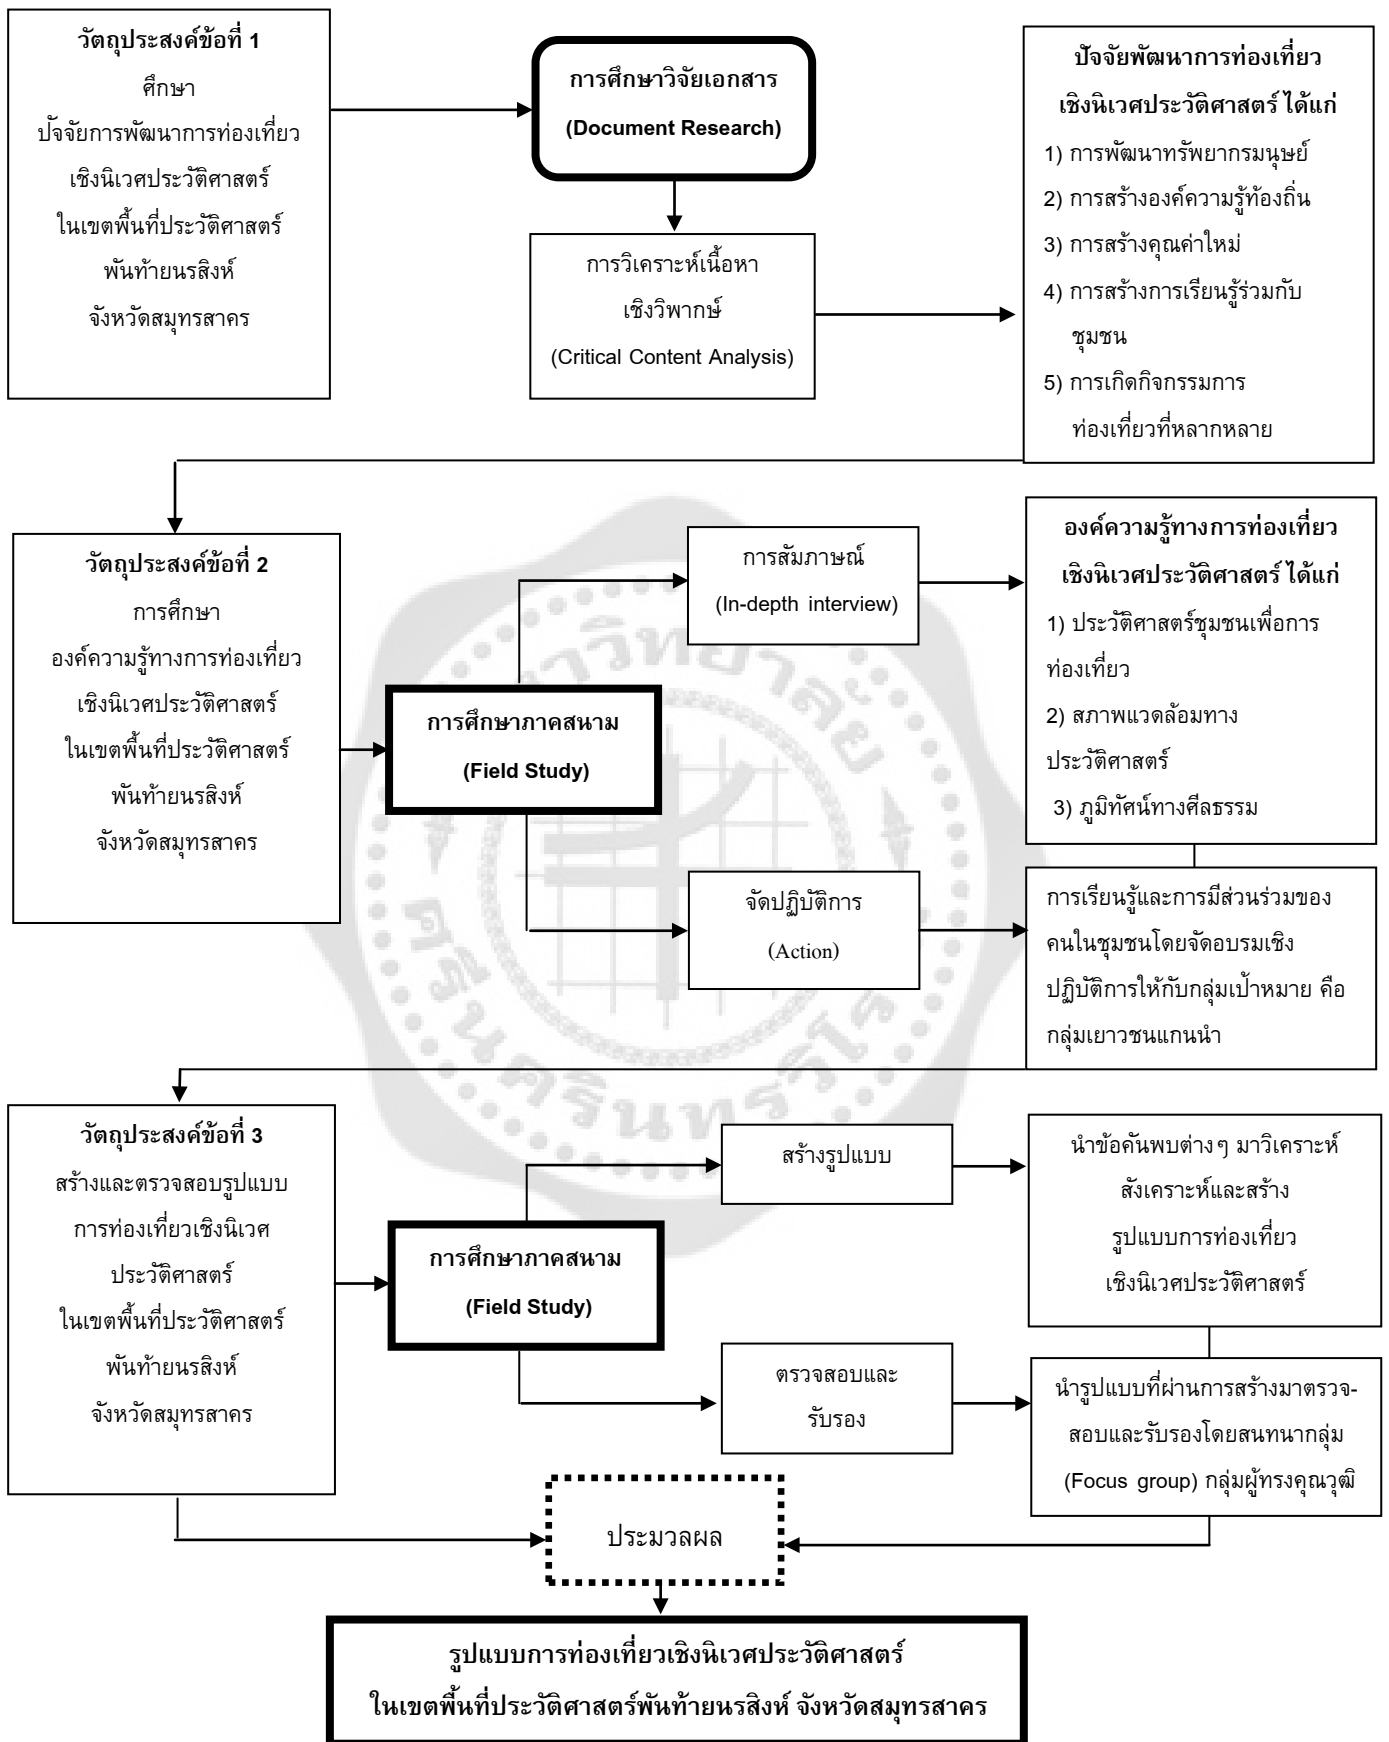 วัตถุประสงค์ข้อที่ 1
ศึกษา
ปัจจัยการพัฒนาการท่องเที่ยว
เชิงนิเวศประวัติศาสตร์
ในเขตพื้นที่ประวัติศาสตร์
พันท้ายนรสิงห์
จังหวัดสมุทรสาคร
การศึกษาวิจัยเอกสาร
(Document Research)
การวิเคราะห์เนื้อหา
เชิงวิพากษ์
(Critical Content Analysis)
ปัจจัยพัฒนาการท่องเที่ยว
เชิงนิเวศประวัติศาสตร์ ได้แก่
1) การพัฒนาทรัพยากรมนุษย์
2) การสร้างองค์ความรู้ท้องถิ่น
3) การสร้างคุณค่าใหม่
4) การสร้างการเรียนรู้ร่วมกับ
ชุมชน
5) การเกิดกิจกรรมการ
ท่องเที่ยวที่หลากหลาย
วัตถุประสงค์ข้อที่ 2
การศึกษา
องค์ความรู้ทางการท่องเที่ยว
เชิงนิเวศประวัติศาสตร์
ในเขตพื้นที่ประวัติศาสตร์
พันท้ายนรสิงห์
จังหวัดสมุทรสาคร
การศึกษาภาคสนาม
(Field Study)
การสัมภาษณ์
(In-depth interview)
จัดปฏิบัติการ
(Action)
องค์ความรู้ทางการท่องเที่ยว
เชิงนิเวศประวัติศาสตร์ ได้แก่
1) ประวัติศาสตร์ชุมชนเพื่อการ
ท่องเที่ยว
2) สภาพแวดล้อมทาง
ประวัติศาสตร์
3) ภูมิทัศน์ทางศีลธรรม
การเรียนรู้และการมีส่วนร่วมของ
คนในชุมชนโดยจัดอบรมเชิง
ปฏิบัติการให้กับกลุ่มเป้าหมาย คือ
กลุ่มเยาวชนแกนนำ
วัตถุประสงค์ข้อที่ 3
สร้างและตรวจสอบรูปแบบ
การท่องเที่ยวเชิงนิเวศ
ประวัติศาสตร์
ในเขตพื้นที่ประวัติศาสตร์
พันท้ายนรสิงห์
จังหวัดสมุทรสาคร
การศึกษาภาคสนาม
(Field Study)
สร้างรูปแบบ
ตรวจสอบและ
รับรอง
นำข้อค้นพบต่างๆ มาวิเคราะห์
สังเคราะห์และสร้าง
รูปแบบการท่องเที่ยว
เชิงนิเวศประวัติศาสตร์
นำรูปแบบที่ผ่านการสร้างมาตรวจ-
สอบและรับรองโดยสนทนากลุ่ม
(Focus group) กลุ่มผู้ทรงคุณวุฒิ
ประมวลผล
รูปแบบการท่องเที่ยวเชิงนิเวศประวัติศาสตร์
ในเขตพื้นที่ประวัติศาสตร์พันท้ายนรสิงห์ จังหวัดสมุทรสาคร